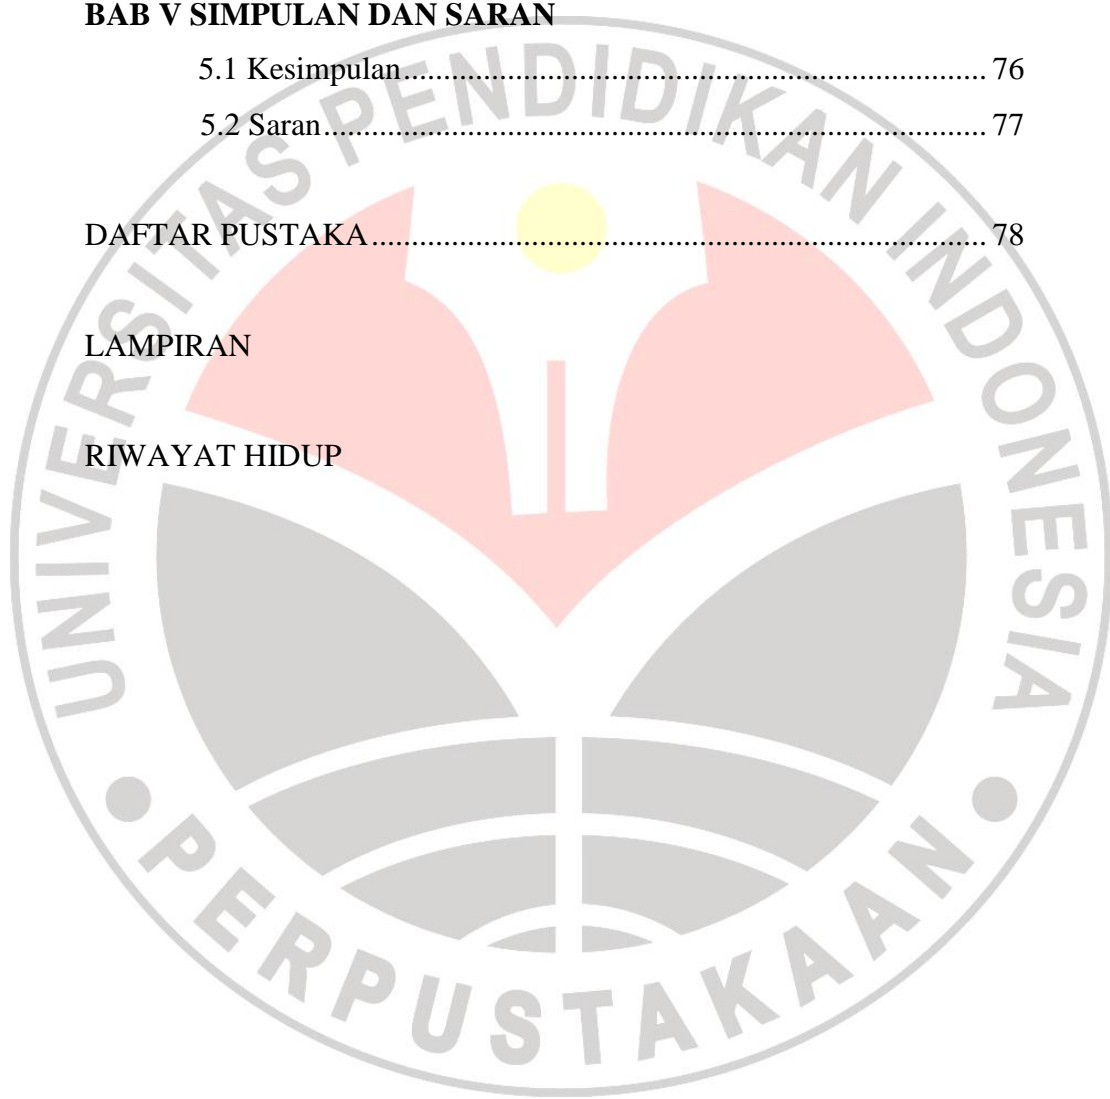 BAB V SIMPULAN DAN SARAN
5.1 Kesimpulan.......................................................................... 76
5.2 Saran................................................................................... 77
DAFTAR PUSTAKA............................................................................. 78
LAMPIRAN
RIWAYAT HIDUP
UNIVERSITAS PENDIDIKAN INDONESIA
PERPUSTAKAAN